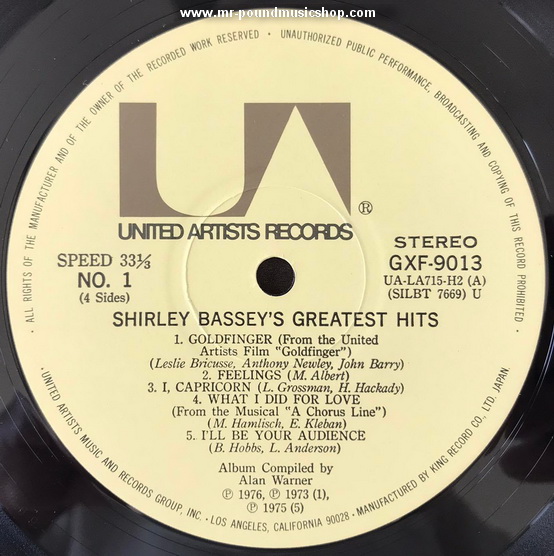 www.mr-poundmusicshop.com
· ALL RIGHTS OF THE MANUFACTURER AND OF THE OWNER OF THE RECORDED WORK RESERVED · UNAUTHORIZED PUBLIC PERFORMANCE, BROADCASTING AND COPYING OF THIS RECORD PROHIBITED ·
UA ®
UNITED ARTISTS RECORDS
SPEED 33⅓
NO. 1
(4 Sides)
STEREO
GXF-9013
UA-LA715-H2 (A)
(SILBT 7669) U
SHIRLEY BASSEY'S GREATEST HITS
1. GOLDFINGER (From the United
Artists Film "Goldfinger")
(Leslie Bricusse, Anthony Newley, John Barry)
2. FEELINGS (M. Albert)
3. I, CAPRICORN (L. Grossman, H. Hackady)
4. WHAT I DID FOR LOVE
(From the Musical "A Chorus Line")
(M. Hamlisch, E. Kleban)
5. I'LL BE YOUR AUDIENCE
(B. Hobbs, L. Anderson)
Album Compiled by
Alan Warner
℗ 1976, ℗ 1973 (1),
℗ 1975 (5)
· UNITED ARTISTS MUSIC AND RECORDS GROUP, INC. · LOS ANGELES, CALIFORNIA 90028 · MANUFACTURED BY KING RECORD CO., LTD. JAPAN.